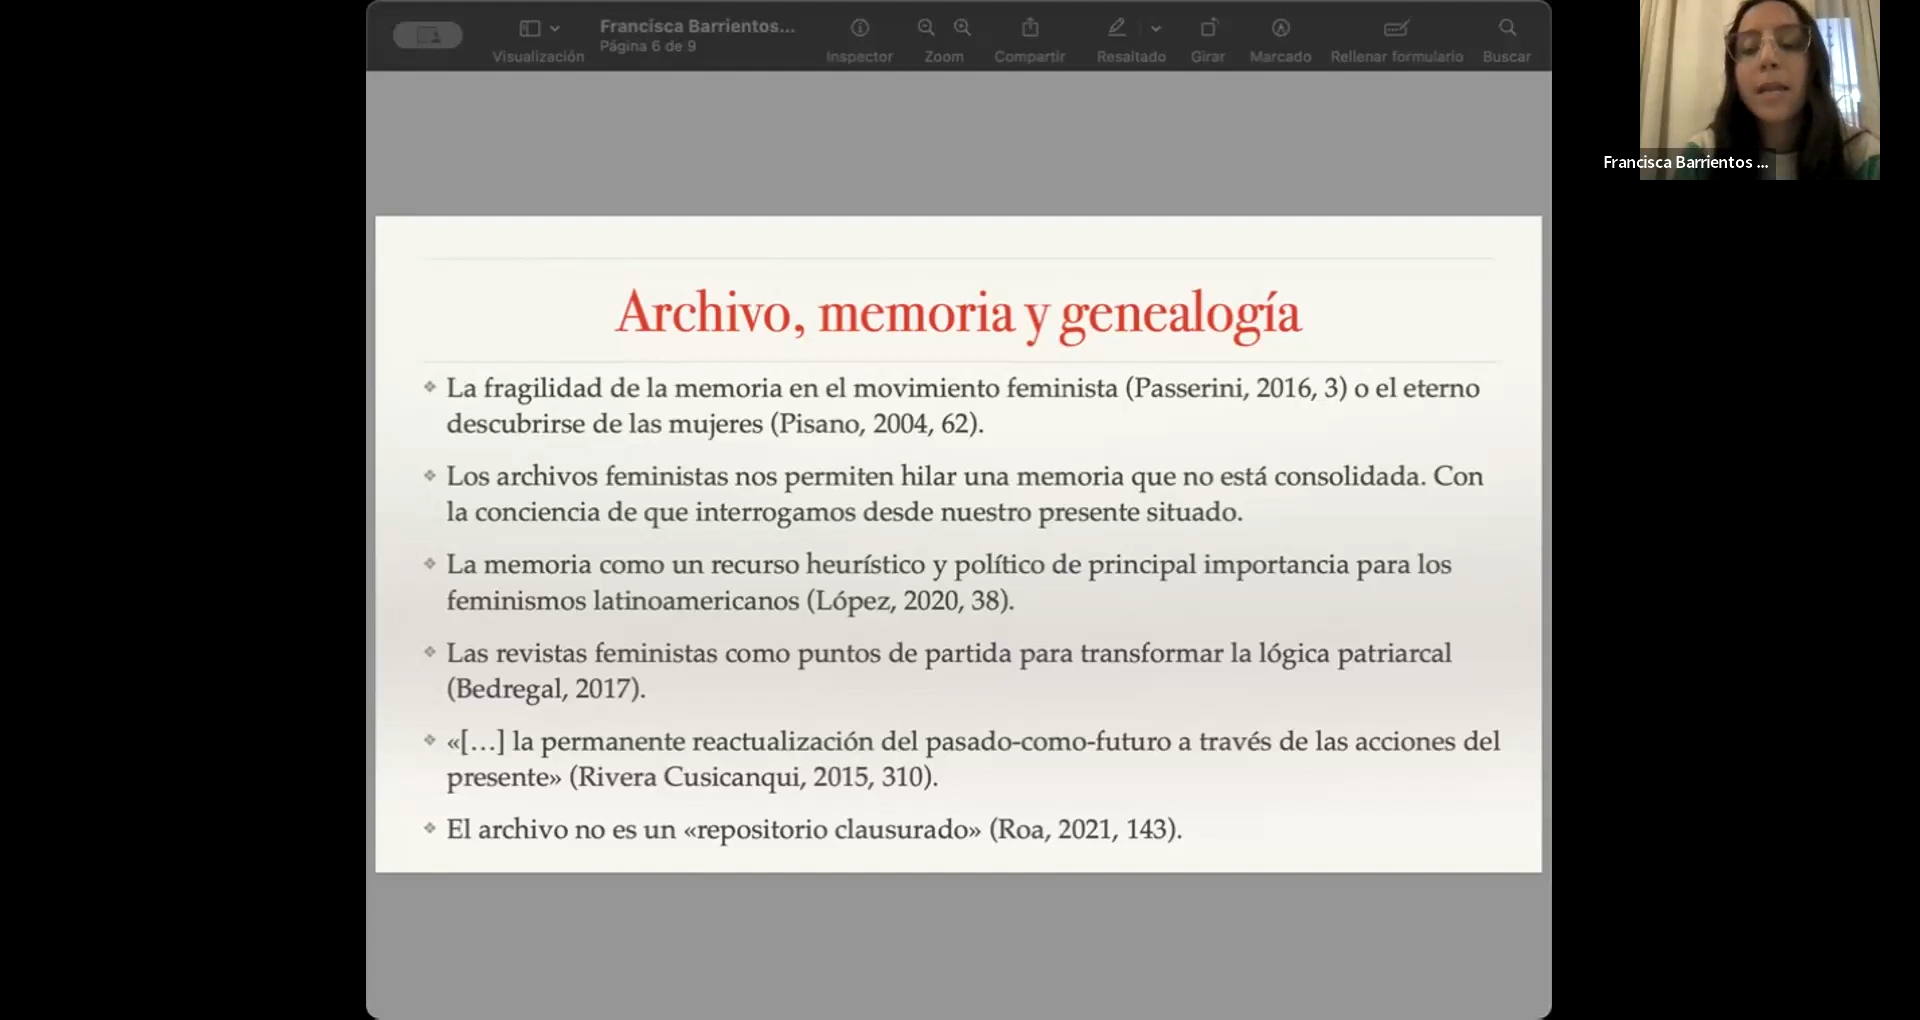 Francisca Barrientos...
Página 6 de 9
Visualización
Inspector
Zoom
Compartir
Resaltado
Girar
Marcado
Rellenar formulario
Buscar
Francisca Barrientos ...
Archivo, memoria y genealogía
❖ La fragilidad de la memoria en el movimiento feminista (Passerini, 2016, 3) o el eterno
descubrirse de las mujeres (Pisano, 2004, 62).
❖ Los archivos feministas nos permiten hilar una memoria que no está consolidada. Con
la conciencia de que interrogamos desde nuestro presente situado.
❖ La memoria como un recurso heurístico y político de principal importancia para los
feminismos latinoamericanos (López, 2020, 38).
❖ Las revistas feministas como puntos de partida para transformar la lógica patriarcal
(Bedregal, 2017).
❖ «[…] la permanente reactualización del pasado-como-futuro a través de las acciones del
presente» (Rivera Cusicanqui, 2015, 310).
❖ El archivo no es un «repositorio clausurado» (Roa, 2021, 143).